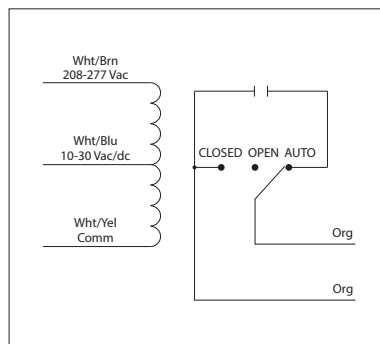 Wht/Brn
208-277 Vac
Wht/Blu
10-30 Vac/dc
Wht/Yel
Comm
CLOSED OPEN AUTO
Org
Org